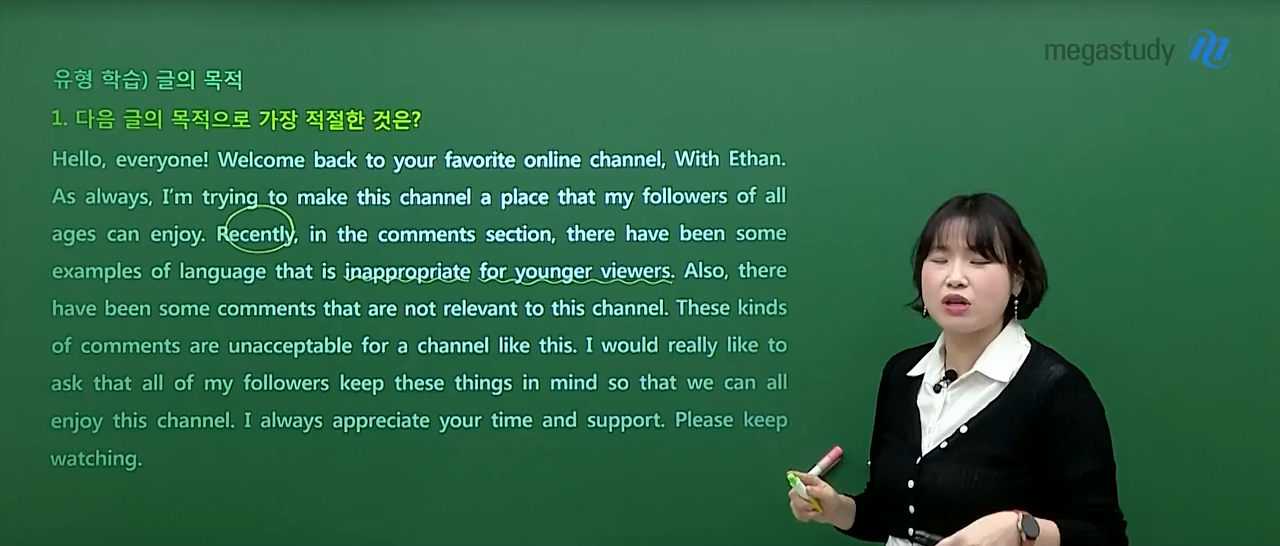 megastudy
유형 학습) 글의 목적
1. 다음 글의 목적으로 가장 적절한 것은?
Hello, everyone! Welcome back to your favorite online channel, With Ethan.
As always, I'm trying to make this channel a place that my followers of all
ages can enjoy. Recently, in the comments section, there have been some
examples of language that is inappropriate for younger viewers. Also, there
have been some comments that are not relevant to this channel. These kinds
of comments are unacceptable for a channel like this. I would really like to
ask that all of my followers keep these things in mind so that we can all
enjoy this channel. I always appreciate your time and support. Please keep
watching.